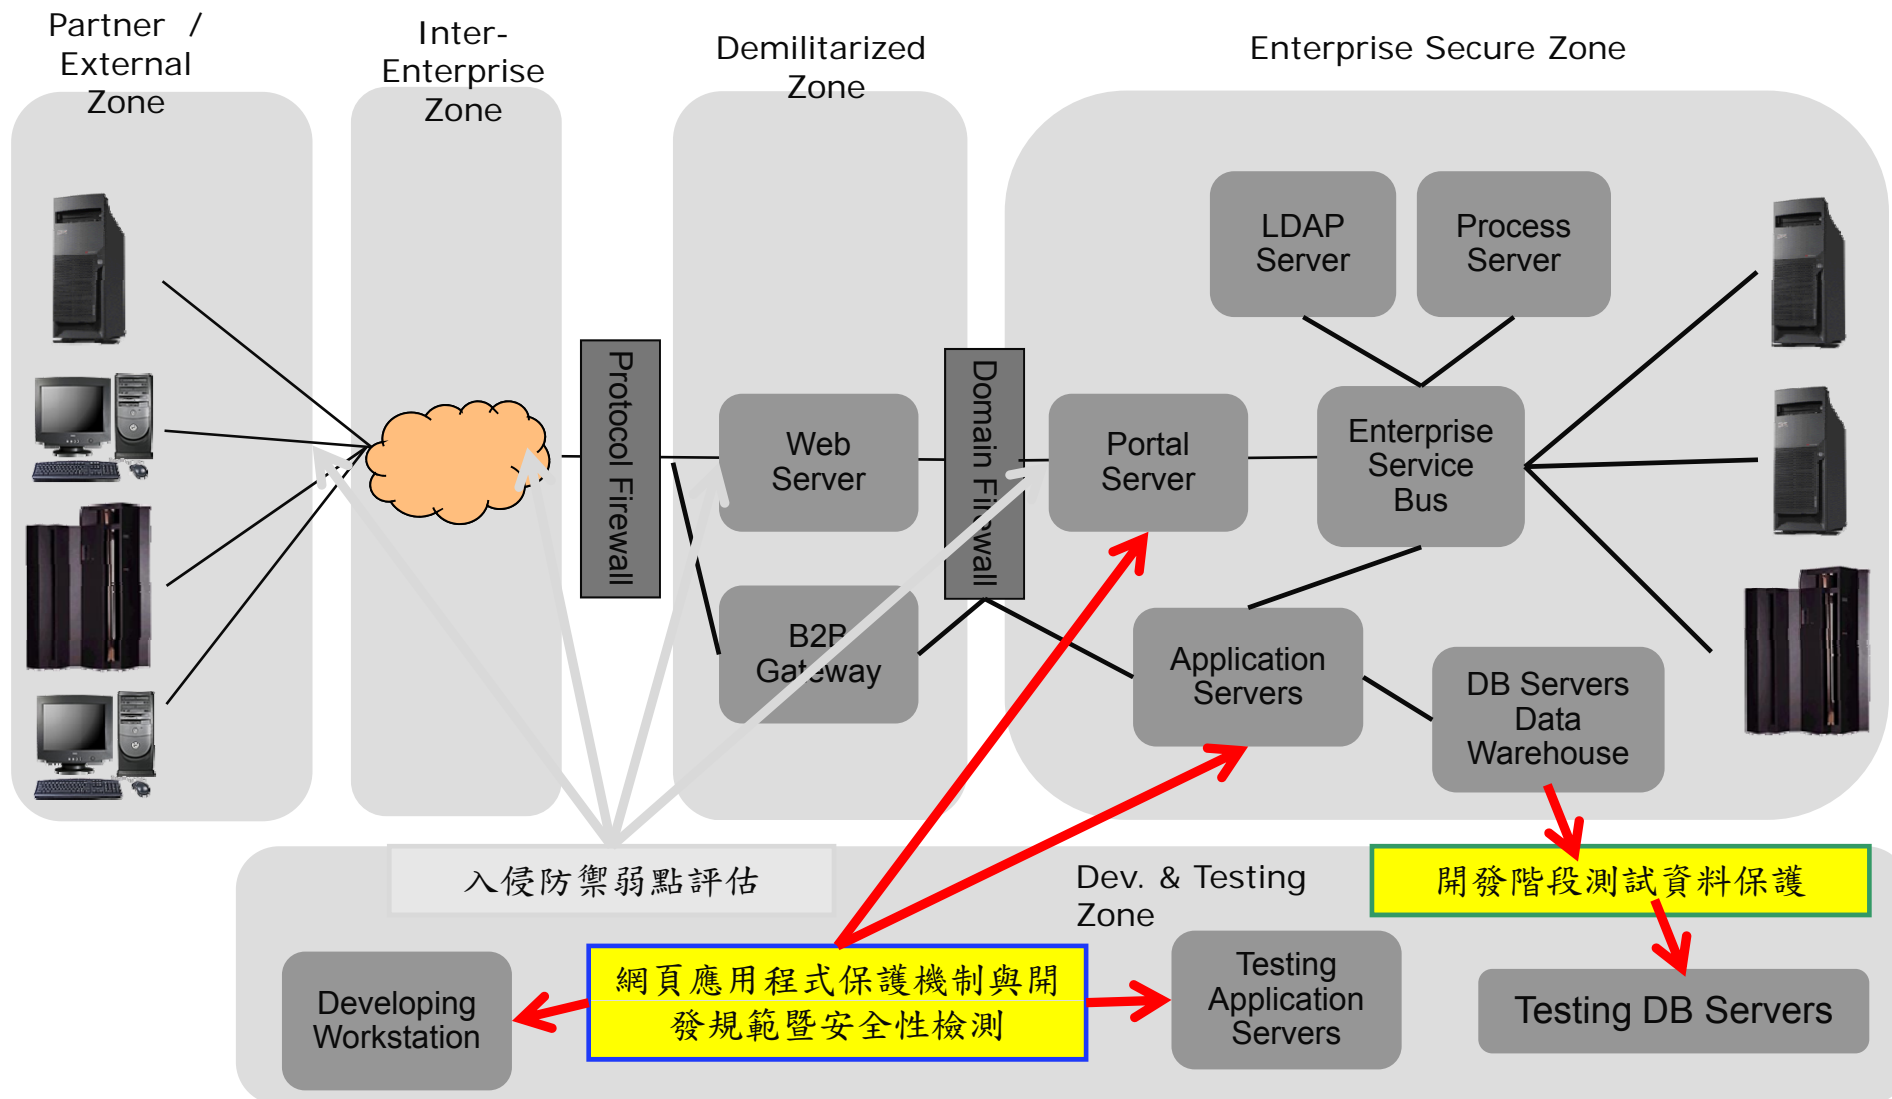 Partner /
External
Zone
Inter-
Enterprise
Zone
Demilitarized
Zone
Enterprise Secure Zone
LDAP
Server
Process
Server
Protocol Firewall
Domain Firewall
Web
Server
Portal
Server
Enterprise
Service
Bus
B2B
Gateway
Application
Servers
DB Servers
Data
Warehouse
入侵防禦弱點評估
Dev. & Testing
Zone
開發階段測試資料保護
Developing
Workstation
網頁應用程式保護機制與開
發規範暨安全性檢測
Testing
Application
Servers
Testing DB Servers